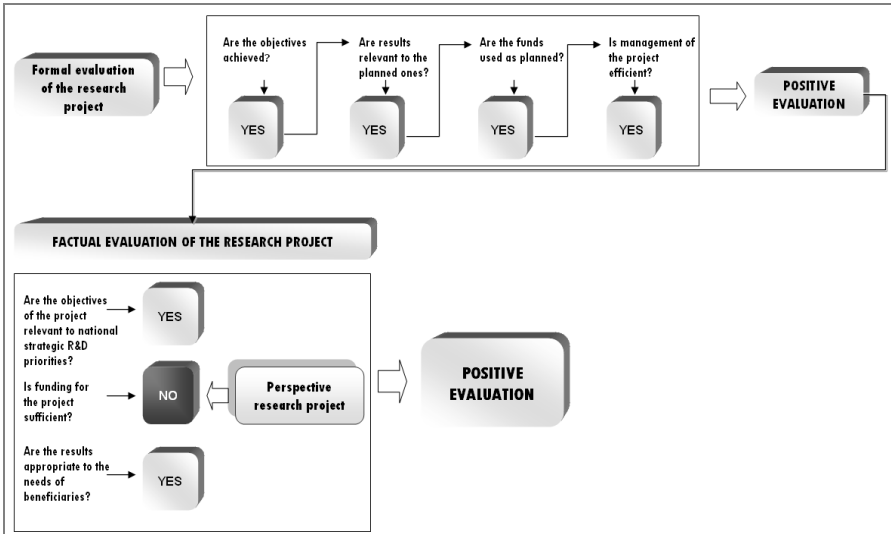 Formal evaluation
of the research
project
Are the objectives
achieved?
YES
Are results
relevant to the
planned ones?
YES
Are the funds
used as planned?
YES
Is management of
the project
efficient?
YES
POSITIVE
EVALUATION
FACTUAL EVALUATION OF THE RESEARCH PROJECT
Are the objectives
of the project
relevant to national
strategic R&D
priorities?
YES
Is funding for
the project
sufficient?
NO
Perspective
research project
Are the results
appropriate to the
needs of
beneficiaries?
YES
POSITIVE
EVALUATION